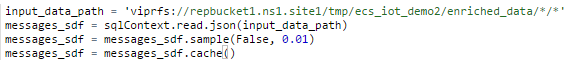 input_data_path = 'viprfs://repbucket1.ns1.site1/tmp/ecs_iot_demo2/enriched_data/*/*'
messages_sdf = sqlContext.read.json(input_data_path)
messages_sdf = messages_sdf.sample(False, 0.01)
messages_sdf = messages_sdf.cache()